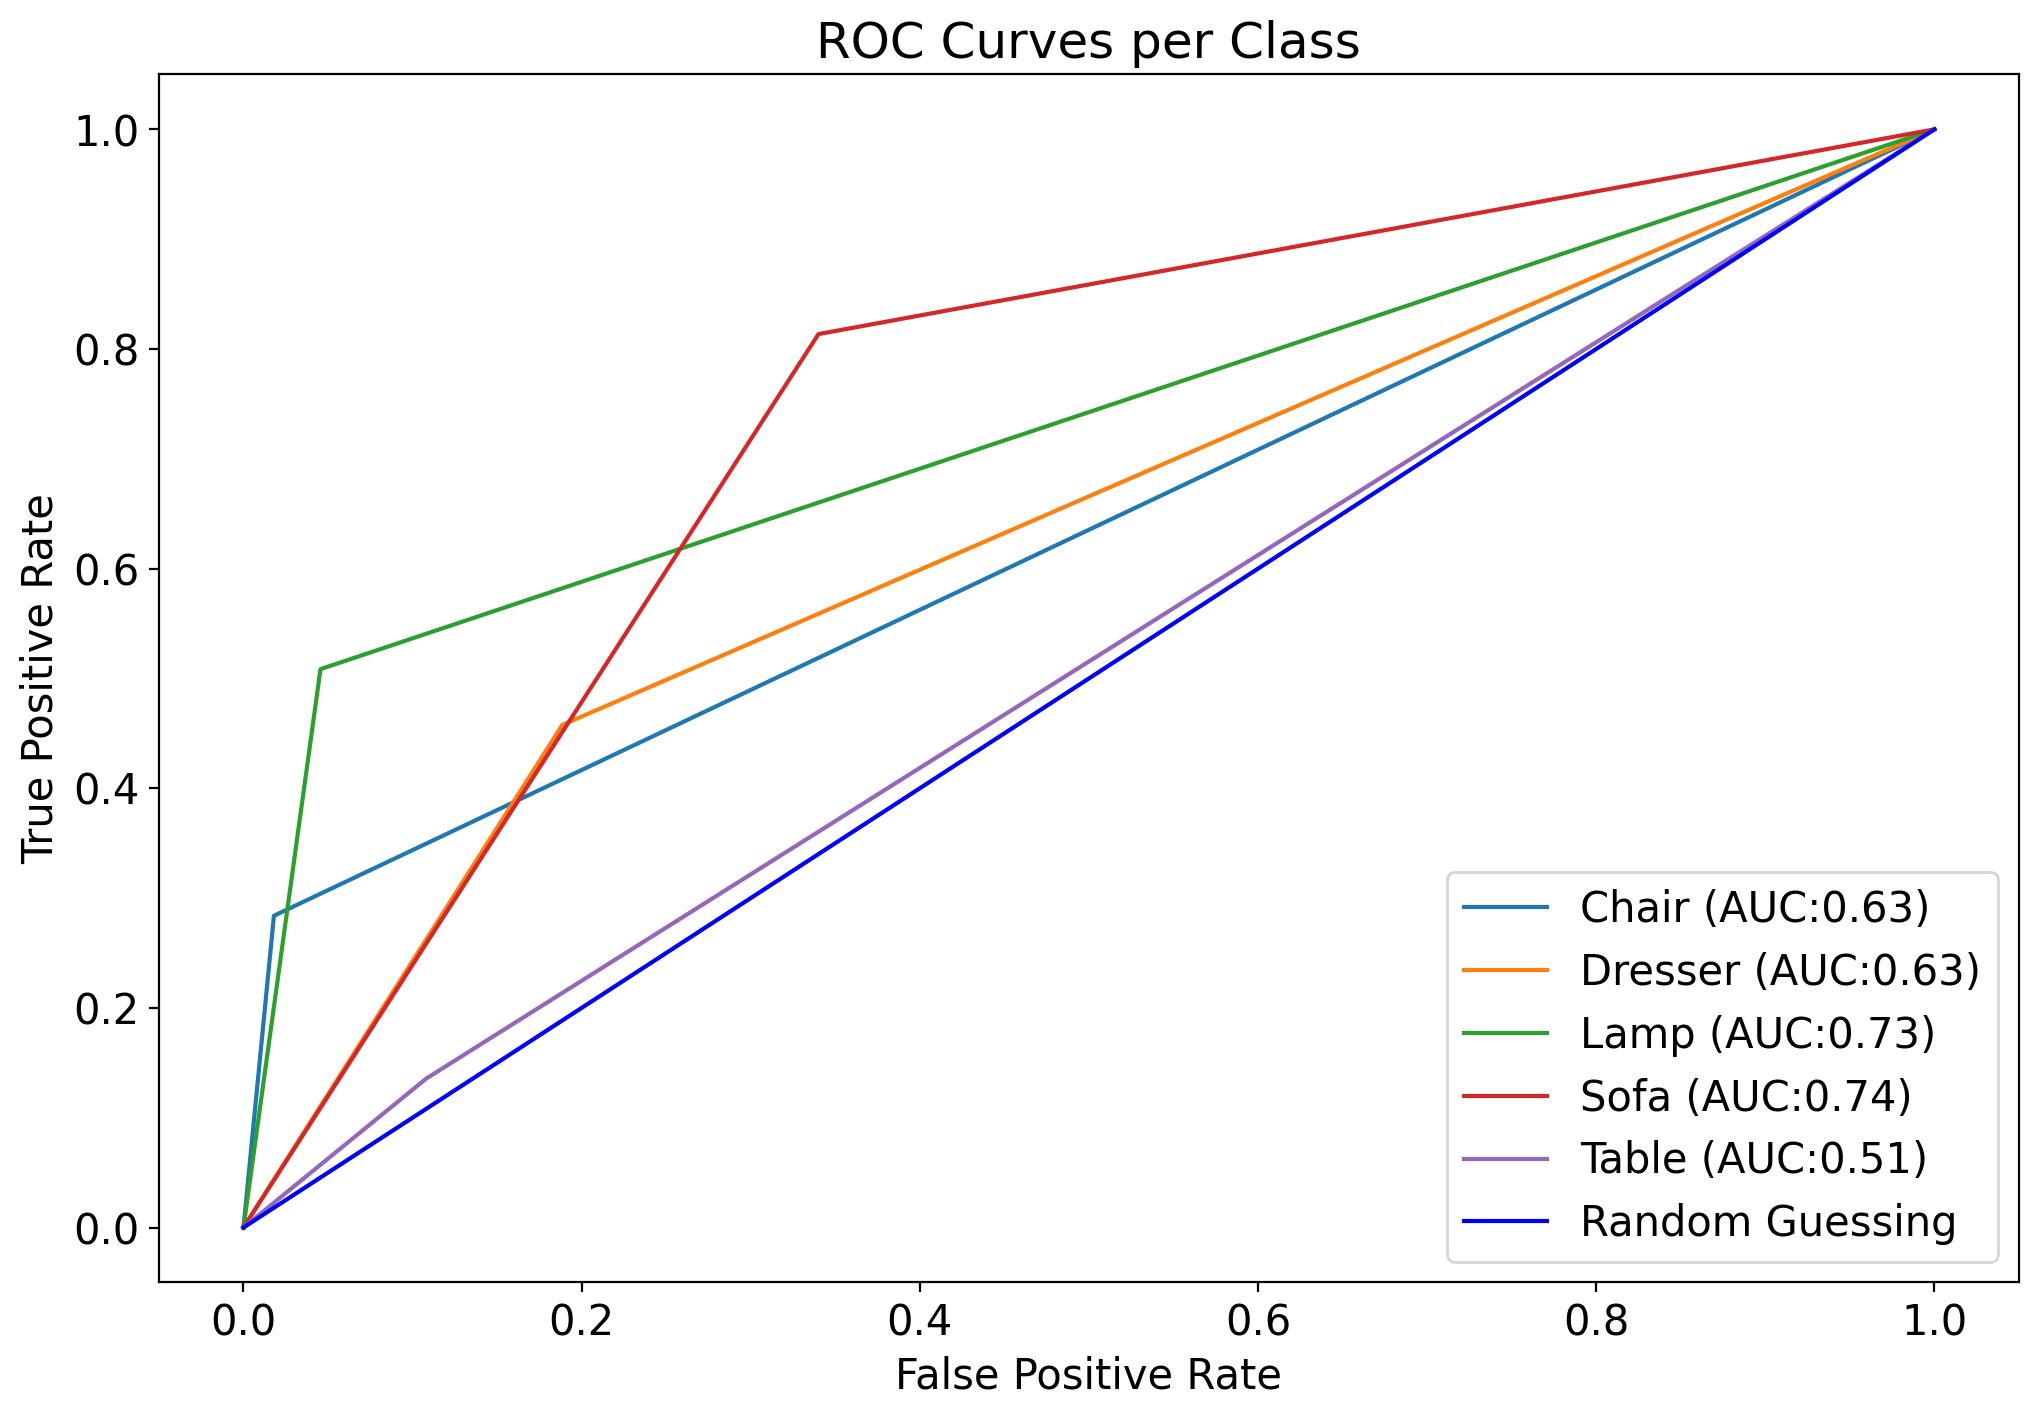 ROC Curves per Class
True Positive Rate
1.0
0.8
0.6
0.4
0.2
0.0
Chair (AUC:0.63)
Dresser (AUC:0.63)
Lamp (AUC:0.73)
Sofa (AUC:0.74)
Table (AUC:0.51)
Random Guessing
0.0 0.2 0.4 0.6 0.8 1.0
False Positive Rate